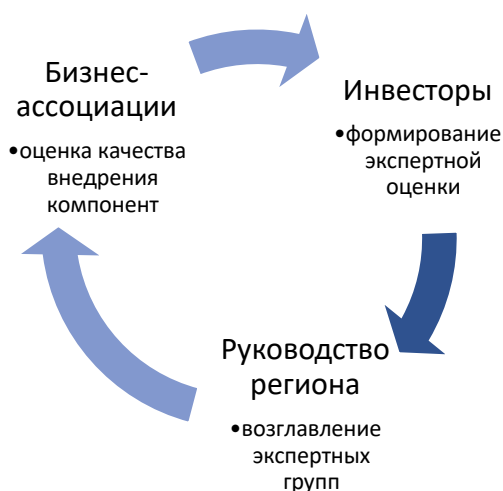 Бизнес-
ассоциации
•оценка качества
внедрения
компонент
Инвесторы
•формирование
экспертной
оценки
Руководство
региона
•возглавление
экспертных
групп